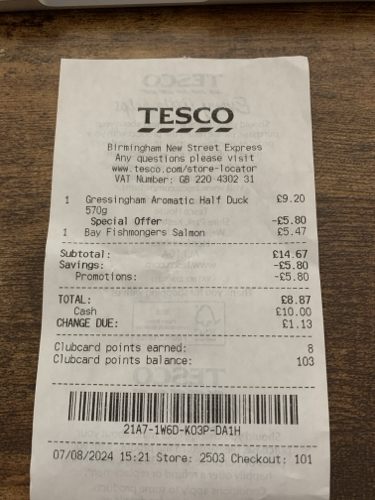 TESCO
Birmingham New Street Express
Any questions please visit
www.tesco.com/store-locator
VAT Number: GB 220 4302 31
1 Gressingham Aromatic Half Duck £9.20
570g
Special Offer -£5.80
1 Bay Fishmongers Salmon £5.47
Subtotal: £14.67
Savings: -£5.80
Promotions: -£5.80
TOTAL: £8.87
Cash £10.00
CHANGE DUE: £1.13
Clubcard points earned: 8
Clubcard points balance: 103
21A7-1W6D-K03P-DA1H
07/08/2024 15:21 Store: 2503 Checkout: 101